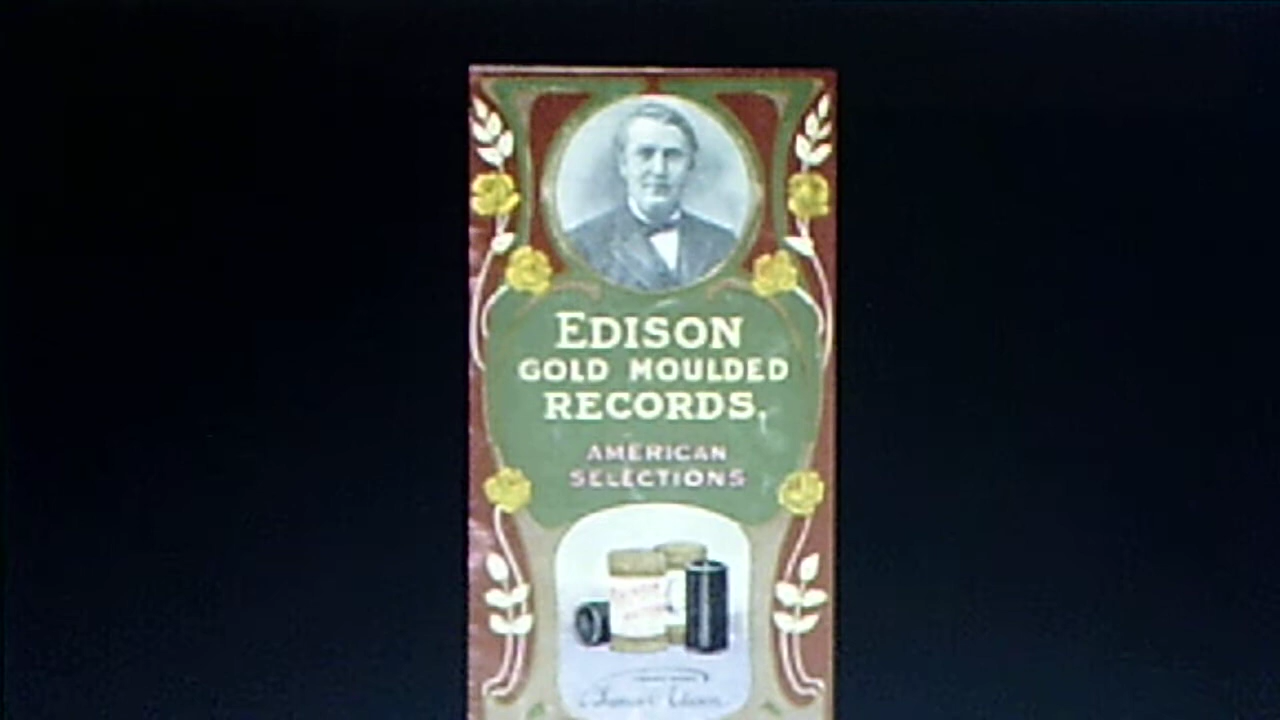 EDISON
GOLD MOULDED
RECORDS.
AMERICAN
SELECTIONS